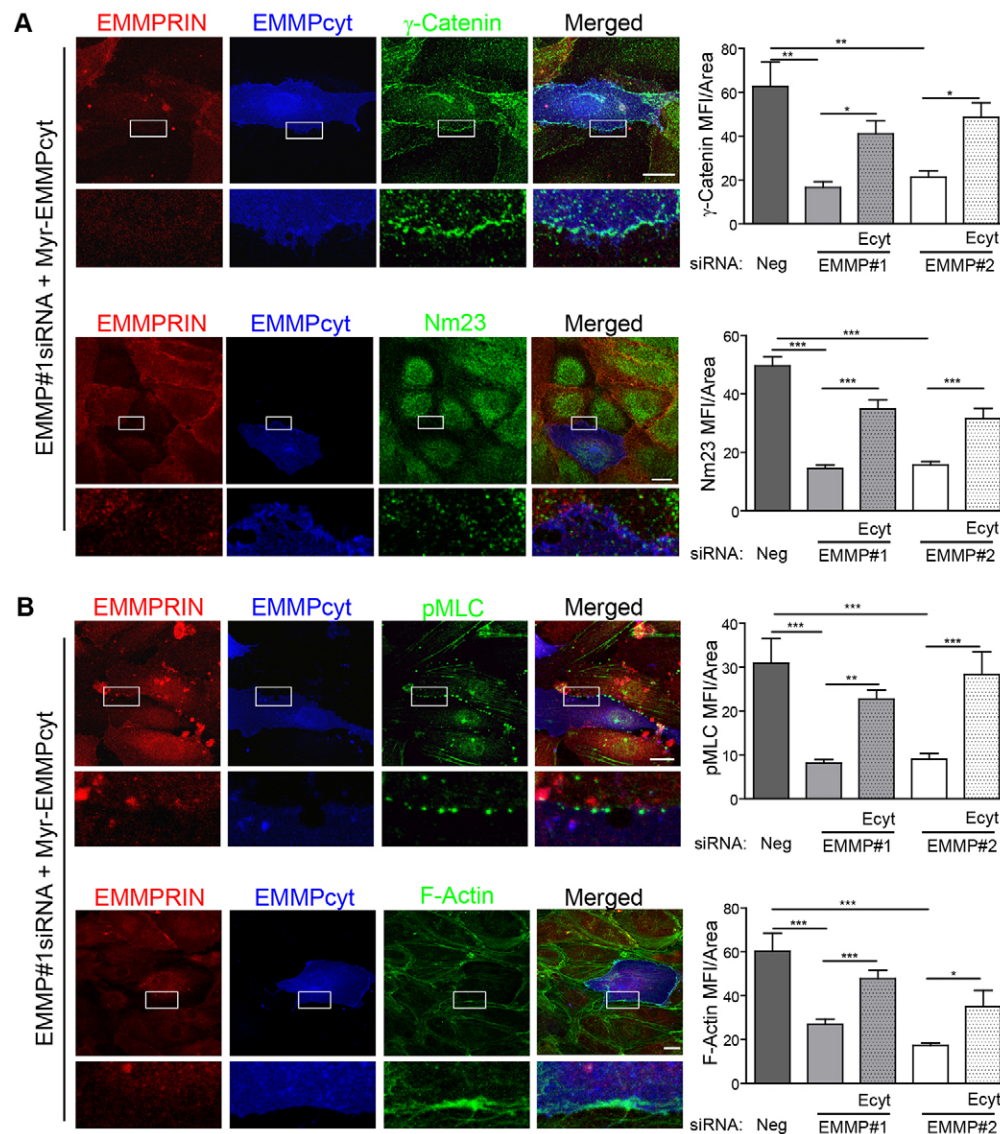 A
EMMP#1siRNA + Myr-EMMPcyt
EMMPRIN EMMPcyt γ-Catenin Merged
EMMPRIN EMMPcyt Nm23 Merged
γ-Catenin MFI/Area
80
60
40
20
0
** ** * *
Ecyt Ecyt
siRNA: Neg EMMP#1 EMMP#2
Nm23 MFI/Area
60
40
20
0
*** *** *** ***
Ecyt Ecyt
siRNA: Neg EMMP#1 EMMP#2
B
EMMP#1siRNA + Myr-EMMPcyt
EMMPRIN EMMPcyt pMLC Merged
EMMPRIN EMMPcyt F-Actin Merged
pMLC MFI/Area
40
30
20
10
0
*** *** ** ***
Ecyt Ecyt
siRNA: Neg EMMP#1 EMMP#2
F-Actin MFI/Area
80
60
40
20
0
*** *** *** *
Ecyt Ecyt
siRNA: Neg EMMP#1 EMMP#2